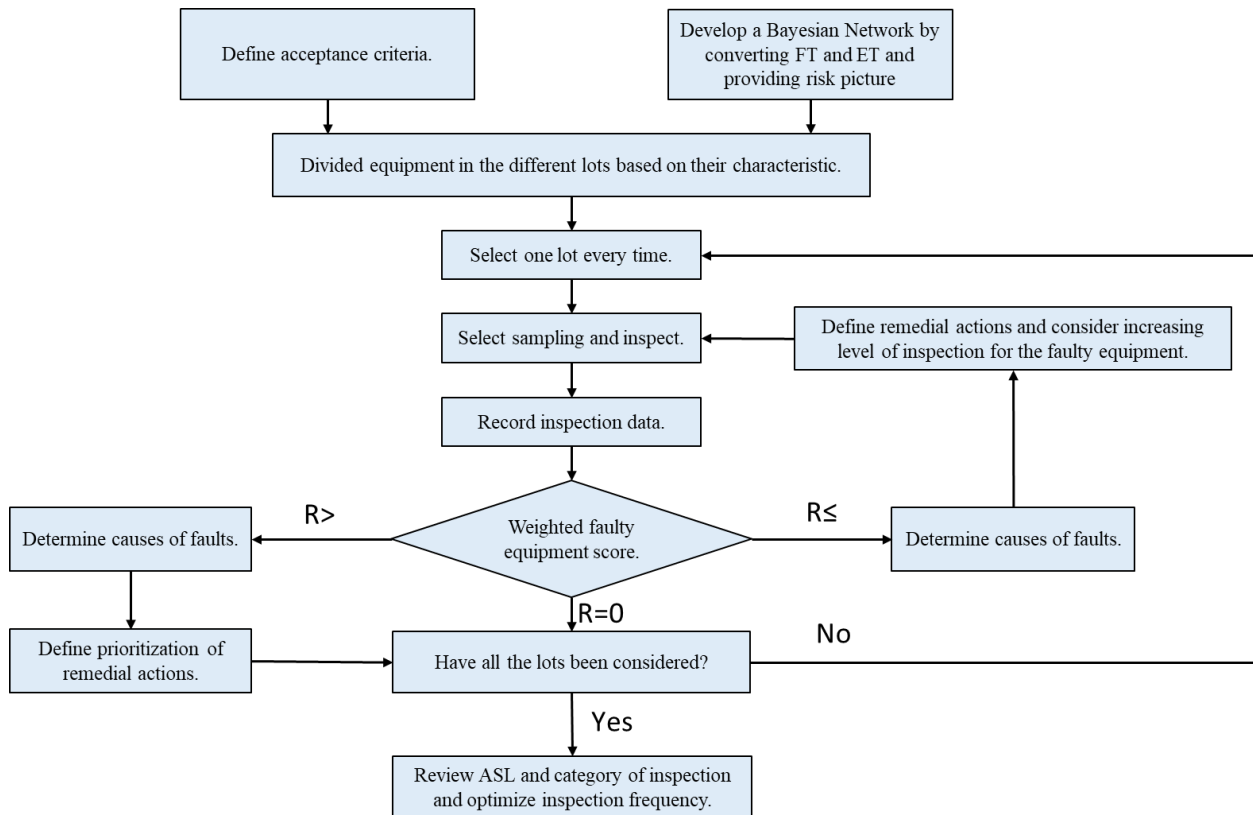 Define acceptance criteria.
Develop a Bayesian Network by
converting FT and ET and
providing risk picture
Divided equipment in the different lots based on their characteristic.
Select one lot every time.
Select sampling and inspect.
Define remedial actions and consider increasing
level of inspection for the faulty equipment.
Record inspection data.
R>
Weighted faulty
equipment score.
R≤
Determine causes of faults.
Determine causes of faults.
R=0
Define prioritization of
remedial actions.
Have all the lots been considered?
No
Yes
Review ASL and category of inspection
and optimize inspection frequency.